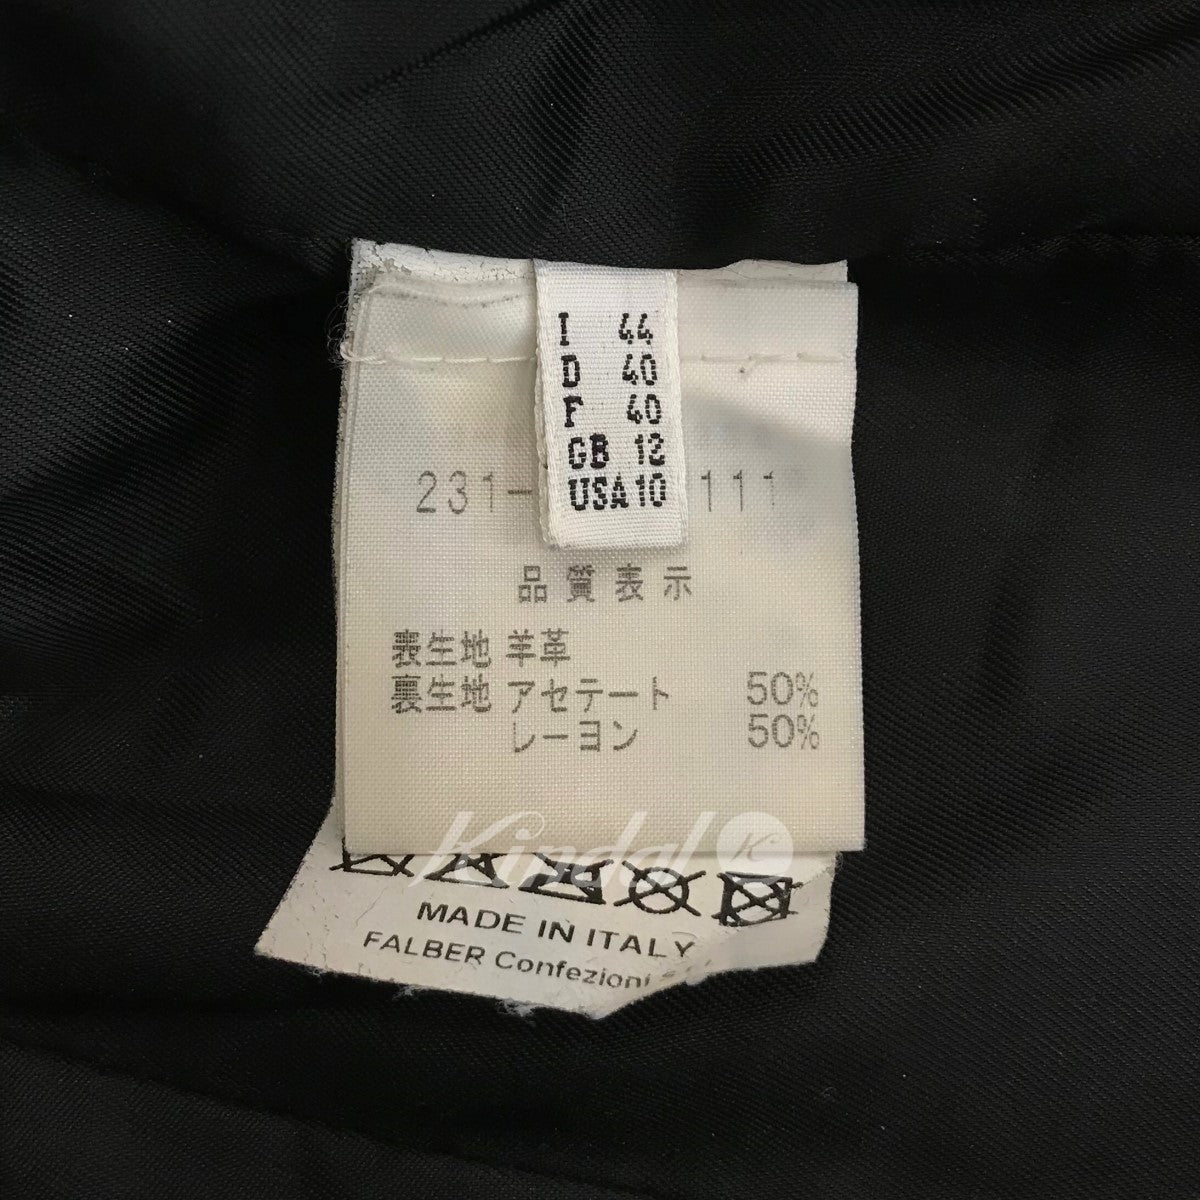 I 44
D 40
F 40
GB 12
USA 10
231- 111
品質表示
表生地 羊革
裏生地 アセテート 50%
レーヨン 50%
Kindal K
MADE IN ITALY
FALBER Confezioni